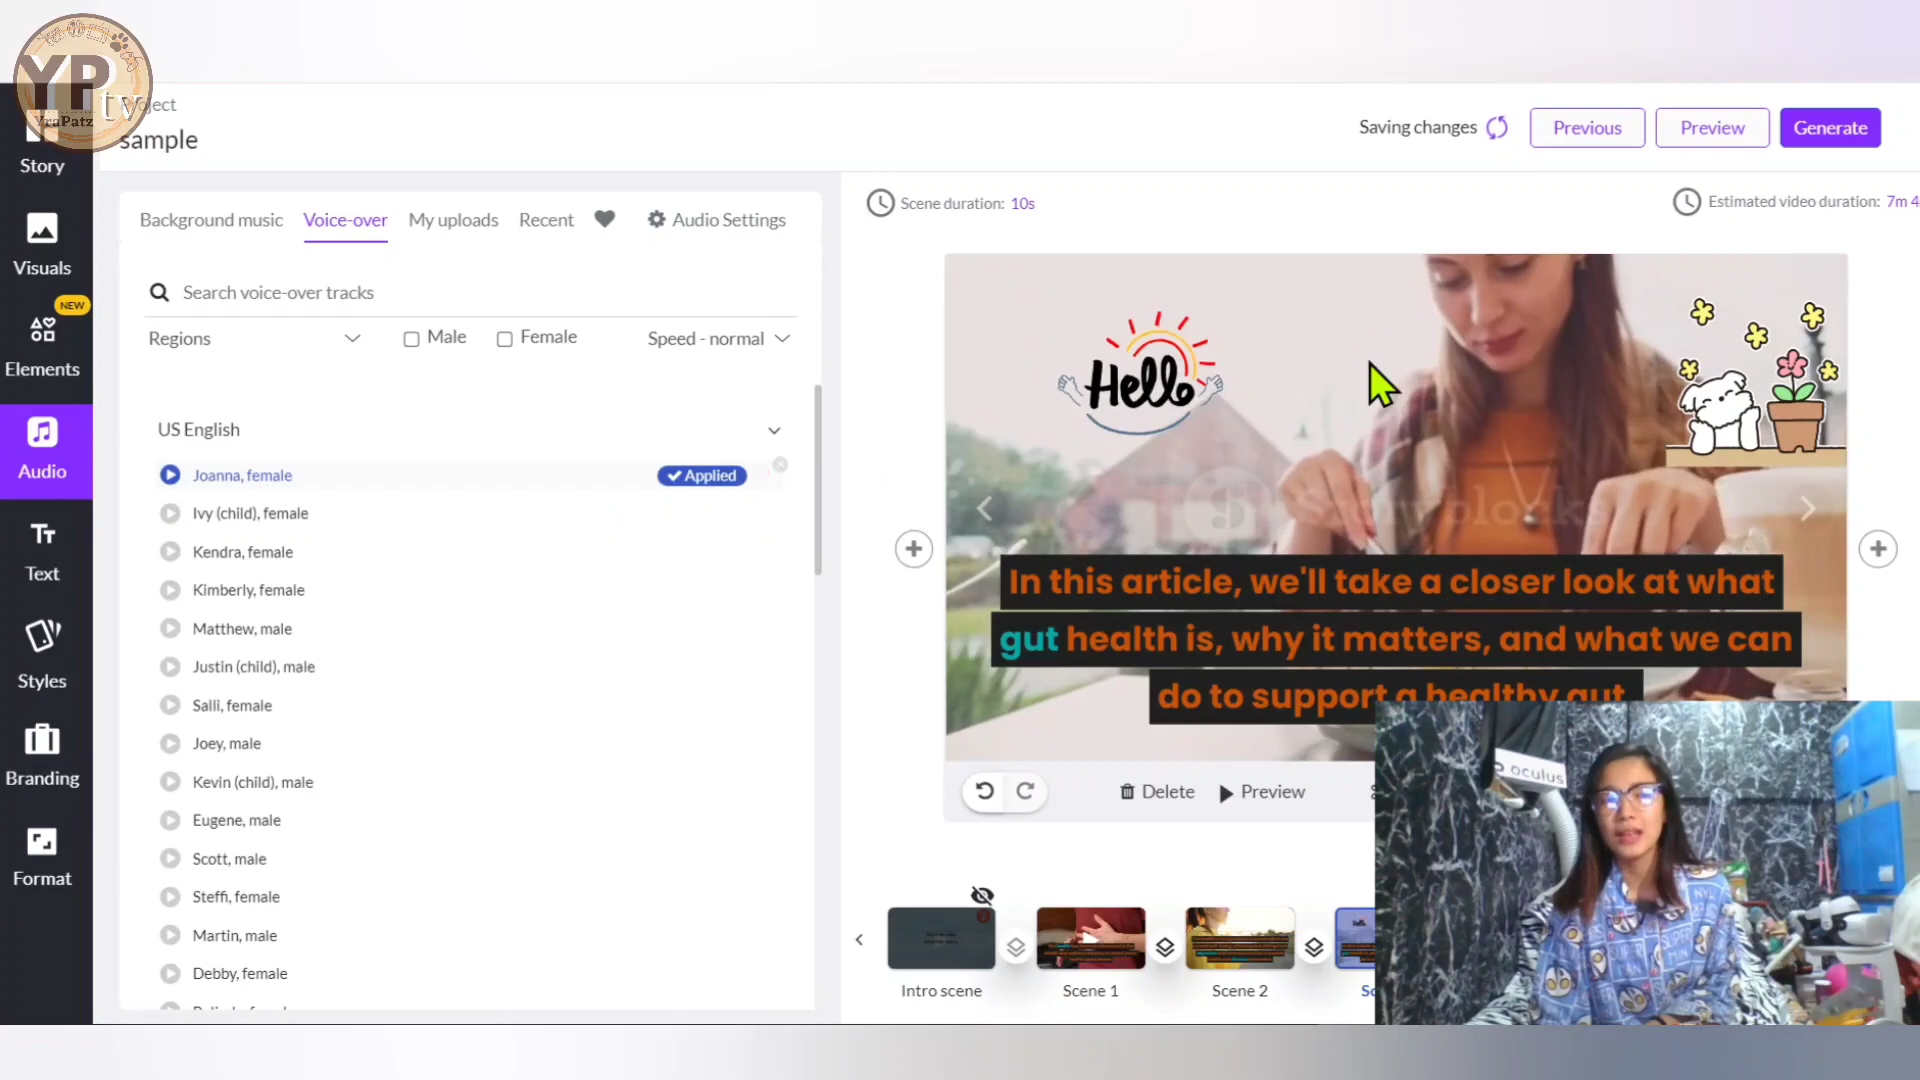 YP
tv
YraPatz
Project
sample
Saving changes
Previous
Preview
Generate
Story
Visuals
NEW
Elements
Audio
Text
Styles
Branding
Format
Background music
Voice-over
My uploads
Recent
Audio Settings
Search voice-over tracks
Regions
Male
Female
Speed - normal
US English
Joanna, female
Applied
Ivy (child), female
Kendra, female
Kimberly, female
Matthew, male
Justin (child), male
Salli, female
Joey, male
Kevin (child), male
Eugene, male
Scott, male
Steffi, female
Martin, male
Debby, female
Scene duration: 10s
Estimated video duration: 7m 4
Hello
Storyblocks
In this article, we'll take a closer look at what
gut health is, why it matters, and what we can
do to support a healthy gut.
Delete
Preview
oculus
Intro scene
Scene 1
Scene 2
Sc